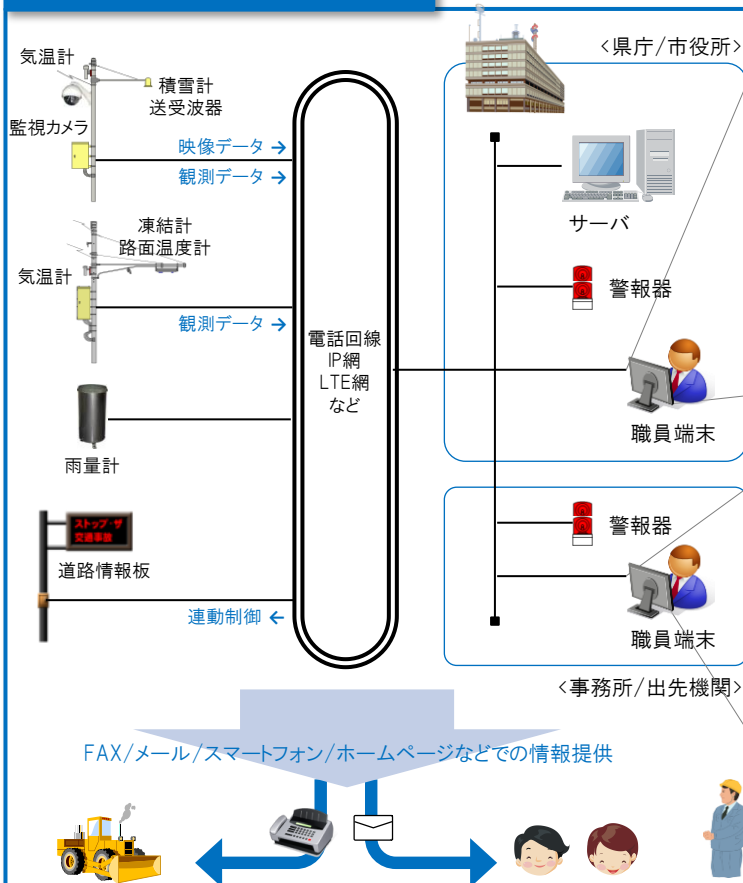 <県庁/市役所>
気温計
積雪計
送受波器
監視カメラ
映像データ →
観測データ →
サーバ
凍結計
路面温度計
気温計
観測データ →
警報器
電話回線
IP網
LTE網
など
職員端末
雨量計
ストップ・ザ
交通事故
道路情報板
警報器
連動制御 ←
職員端末
<事務所/出先機関>
FAX/メール/スマートフォン/ホームページなどでの情報提供